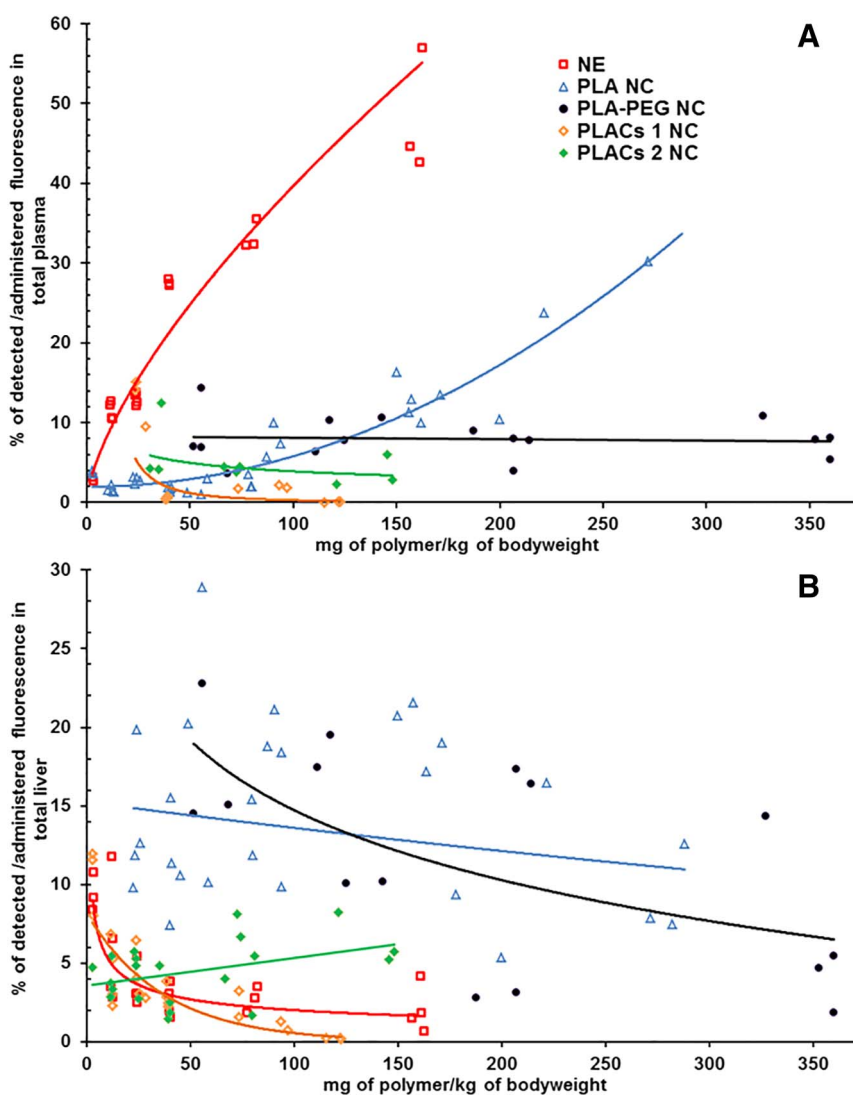 A
60
50
40
30
20
10
0
% of detected /administered fluorescence in
total plasma
NE
PLA NC
PLA-PEG NC
PLACs 1 NC
PLACs 2 NC
0 50 100 150 200 250 300 350
mg of polymer/kg of bodyweight
B
30
25
20
15
10
5
0
% of detected /administered fluorescence in
total liver
0 50 100 150 200 250 300 350
mg of polymer/kg of bodyweight